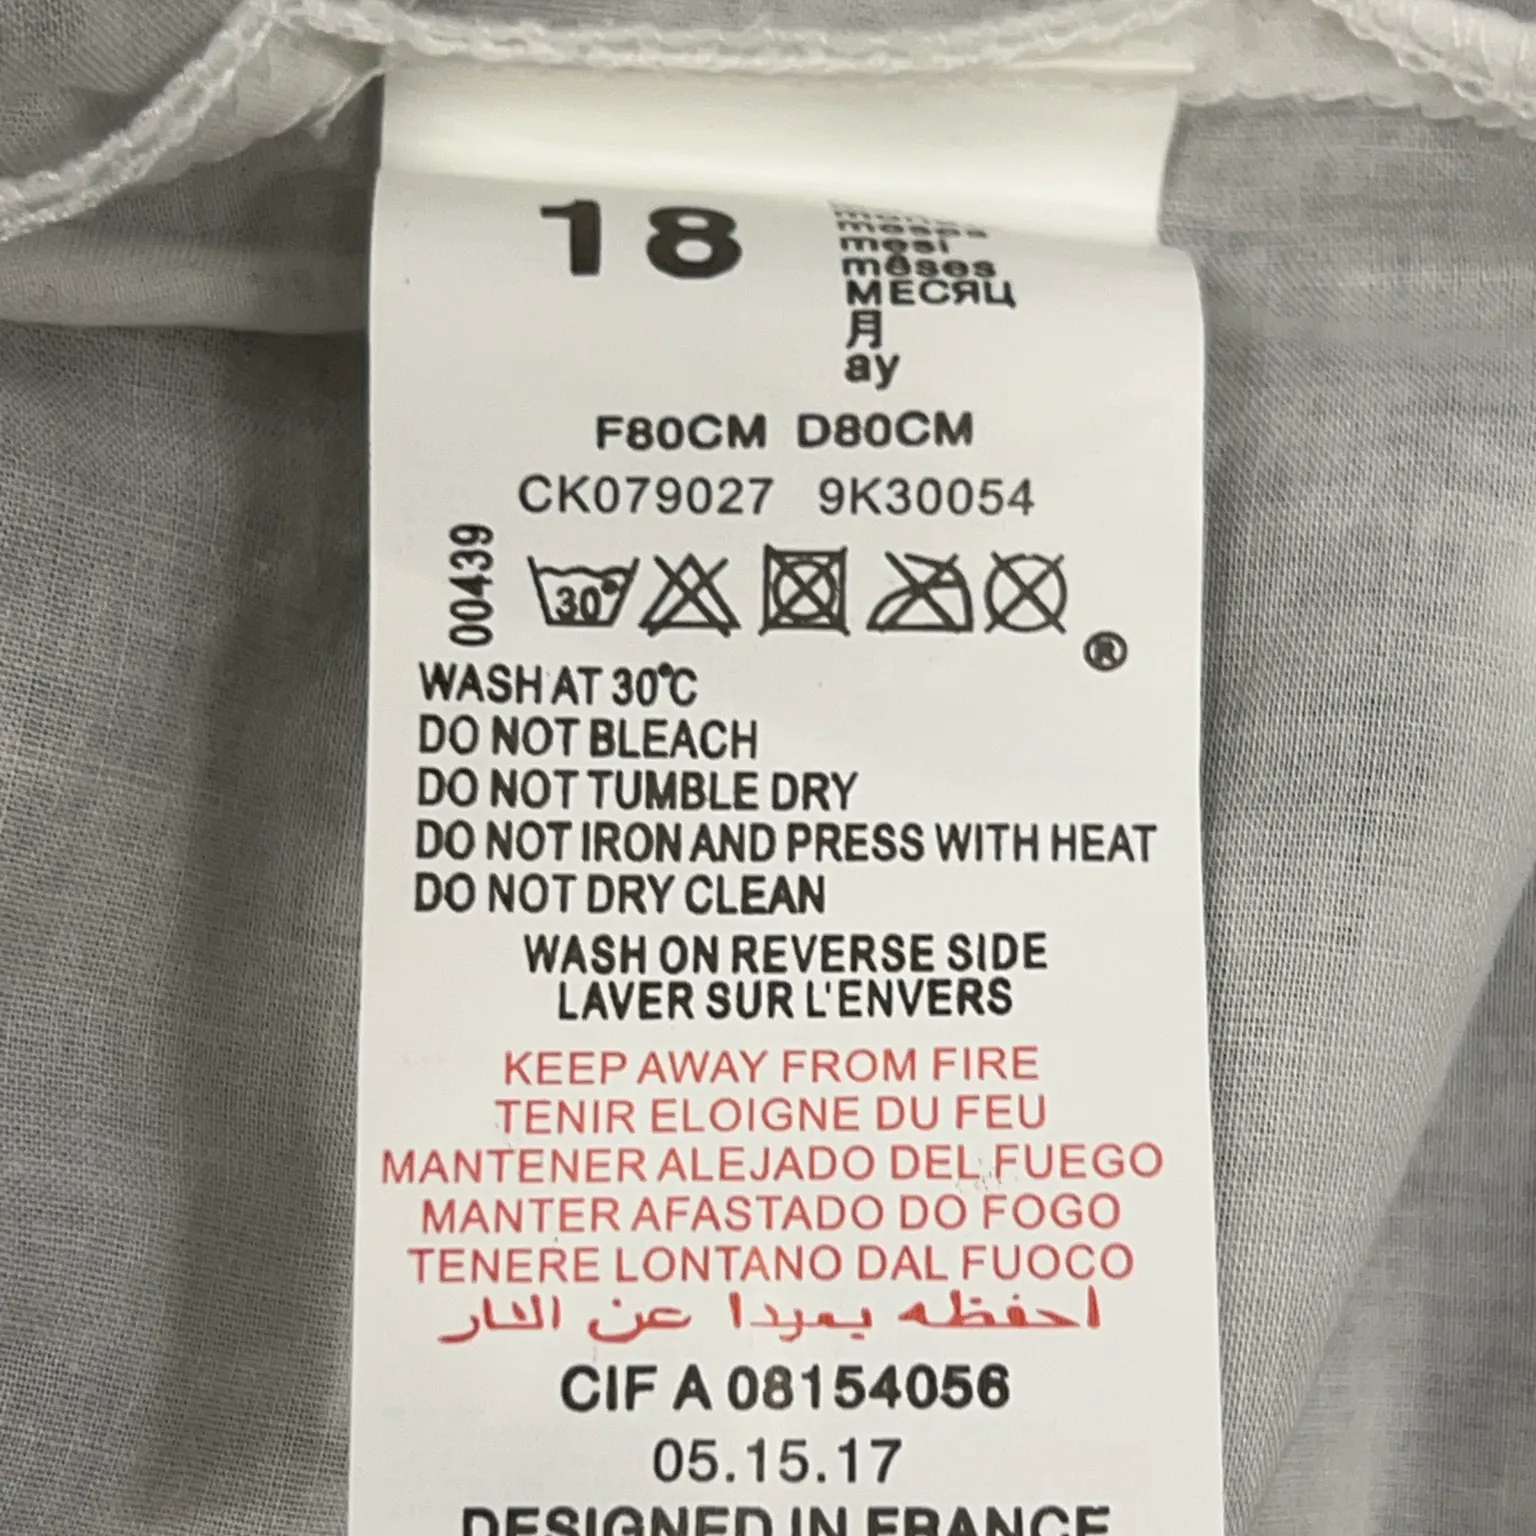 18
meses
mesi
mêses
МЕСЯЦ
月
ay
F80CM D80CM
CK079027 9K30054
00439
30°
®
WASH AT 30°C
DO NOT BLEACH
DO NOT TUMBLE DRY
DO NOT IRON AND PRESS WITH HEAT
DO NOT DRY CLEAN
WASH ON REVERSE SIDE
LAVER SUR L'ENVERS
KEEP AWAY FROM FIRE
TENIR ELOIGNE DU FEU
MANTENER ALEJADO DEL FUEGO
MANTER AFASTADO DO FOGO
TENERE LONTANO DAL FUOCO
احفظه بعيدا عن النار
CIF A 08154056
05.15.17
DESIGNED IN FRANCE